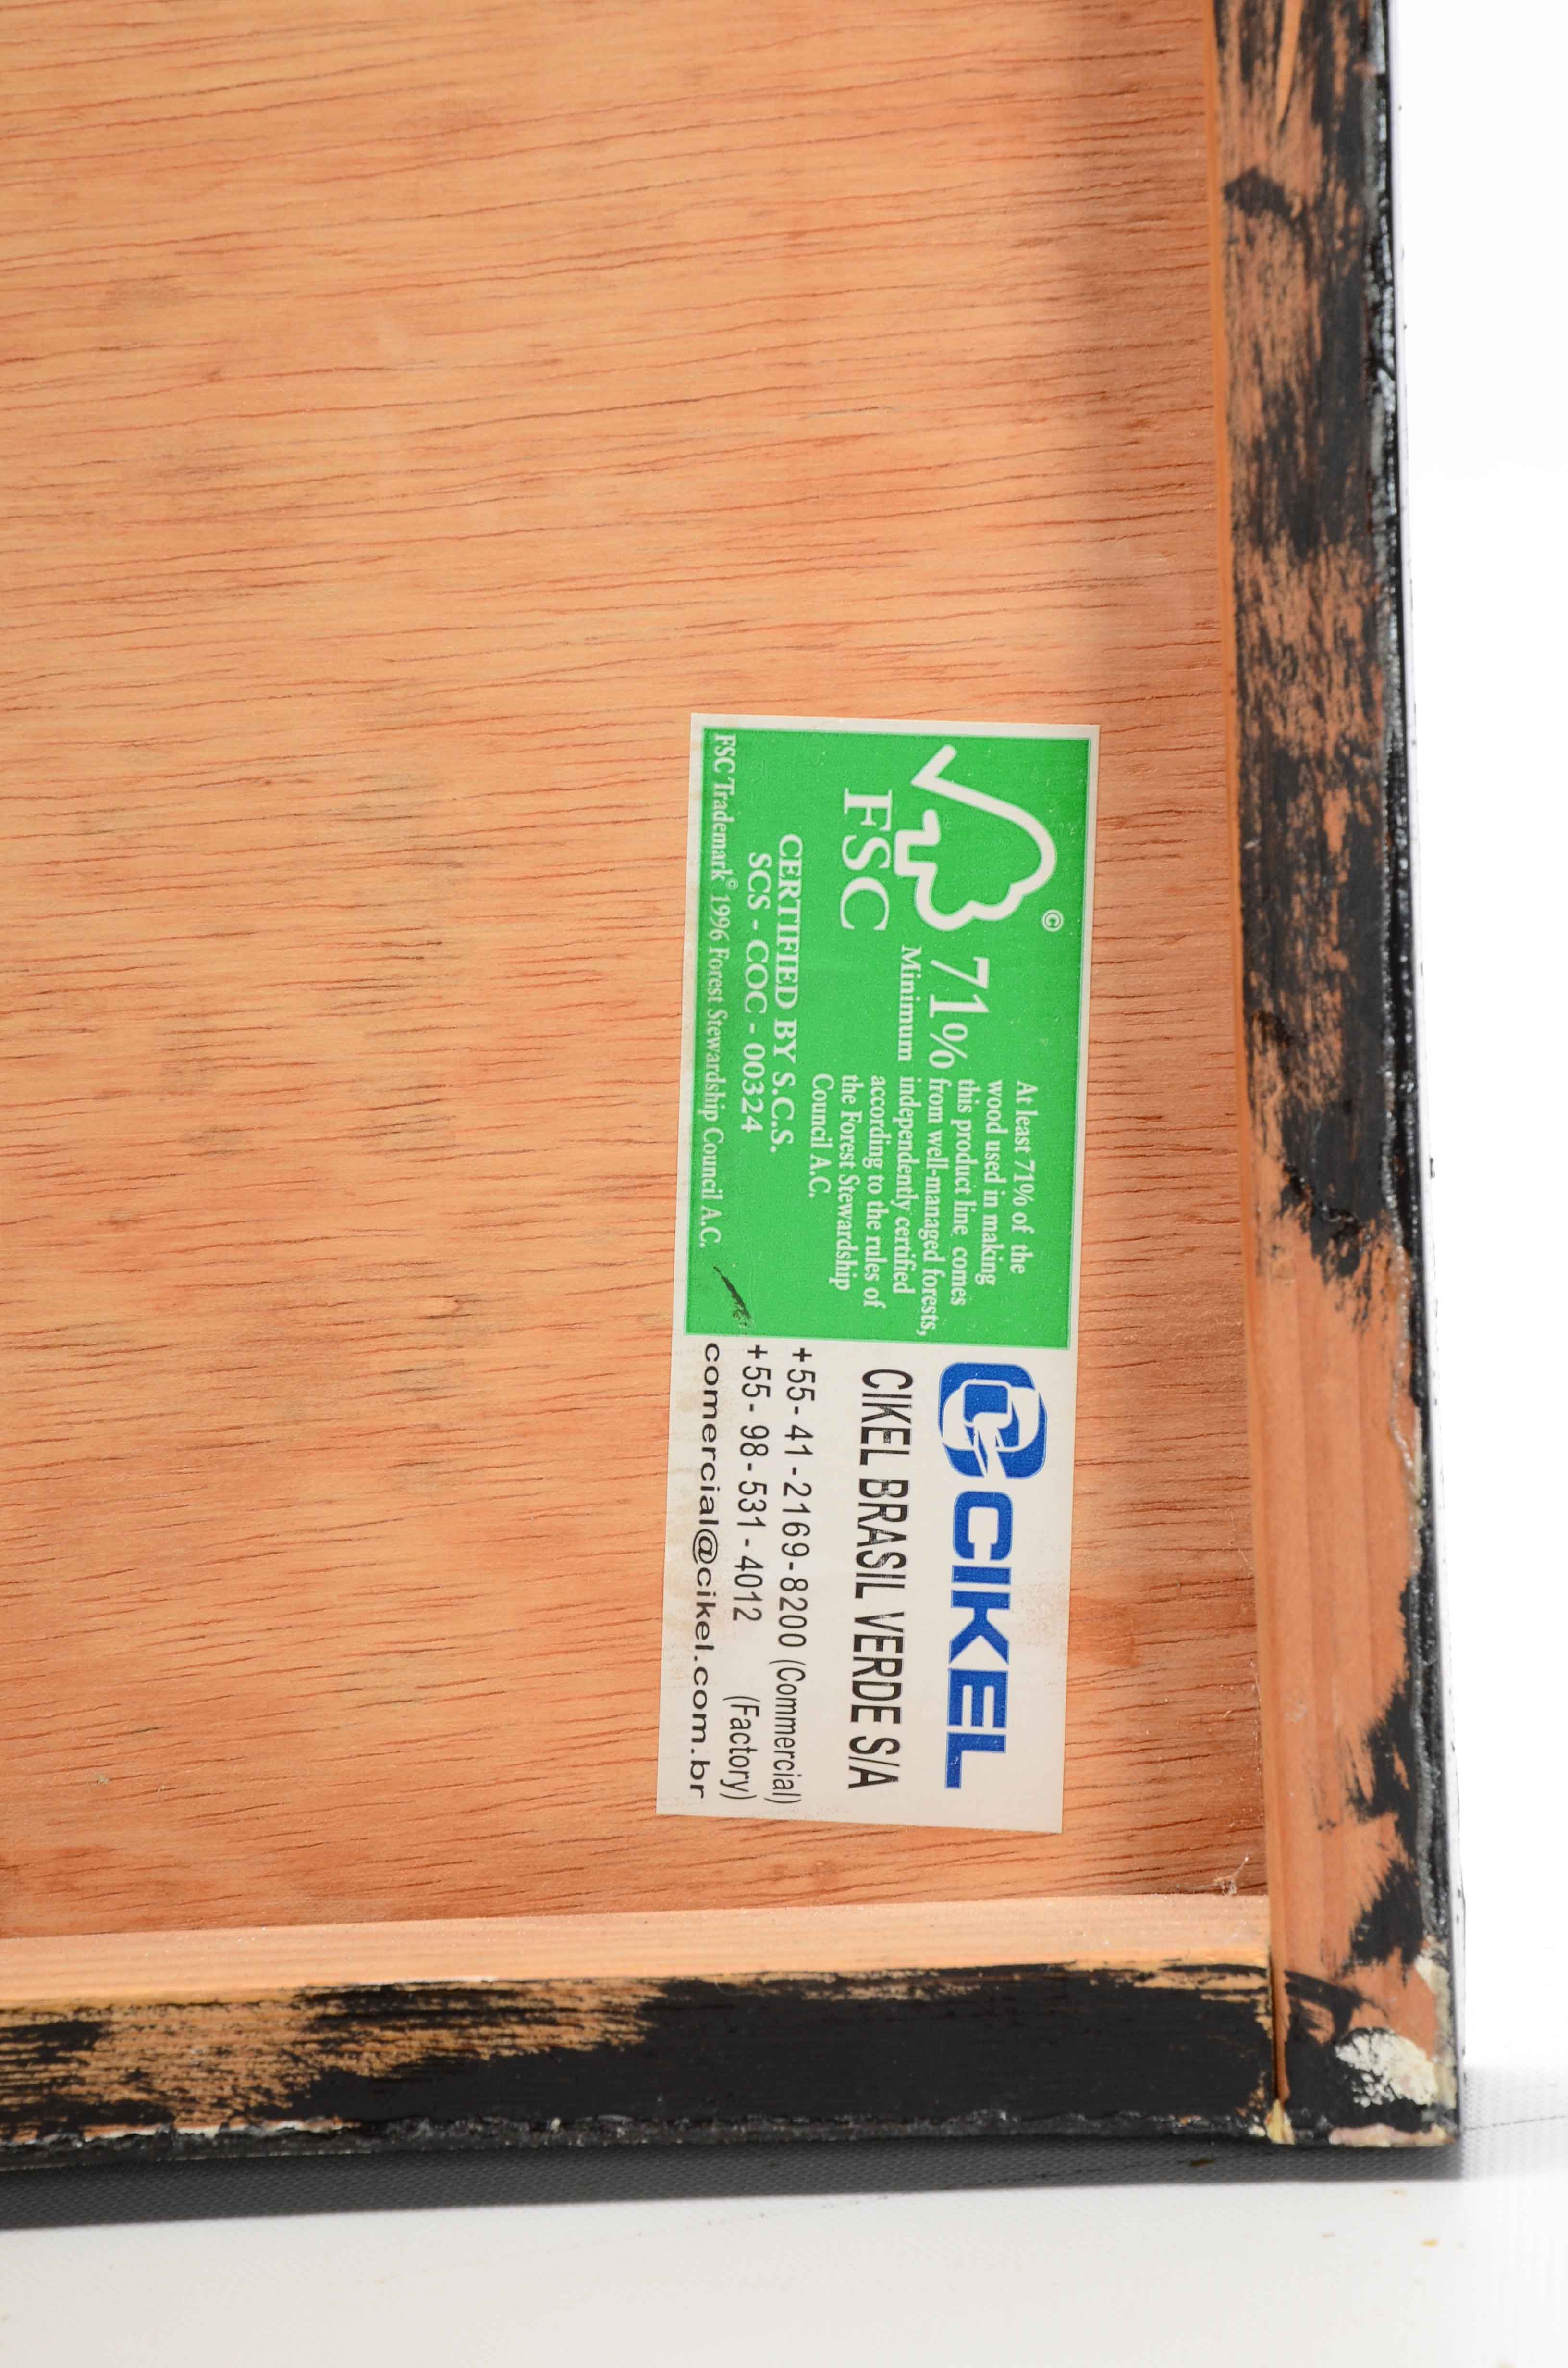 ©
FSC
71%
Minimum
At least 71% of the
wood used in making
this product line comes
from well-managed forests,
independently certified
according to the rules of
the Forest Stewardship
Council A.C.
CERTIFIED BY S.C.S.
SCS - COC - 00324
FSC Trademark© 1996 Forest Stewardship Council A.C.
CIKEL
CIKEL BRASIL VERDE S/A
+55- 41 -2169-8200 (Commercial)
+55- 98-531-4012 (Factory)
comercial@cikel.com.br